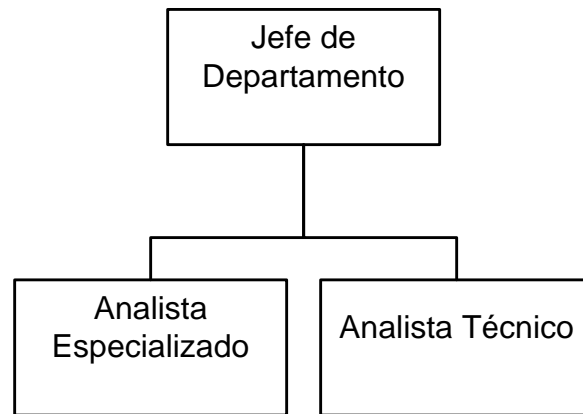 Jefe de
Departamento
Analista
Especializado
Analista Técnico